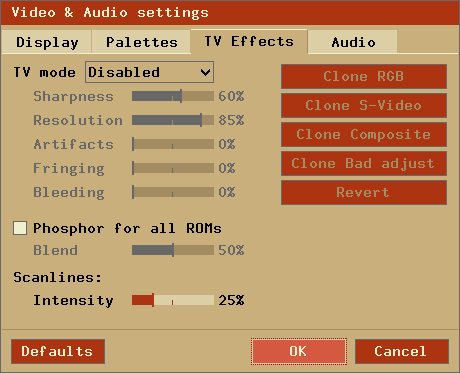 Video & Audio settings
Display Palettes TV Effects Audio
TV mode Disabled
Sharpness 60%
Resolution 85%
Artifacts 0%
Fringing 0%
Bleeding 0%
Clone RGB
Clone S-Video
Clone Composite
Clone Bad adjust
Revert
Phosphor for all ROMs
Blend 50%
Scanlines:
Intensity 25%
Defaults OK Cancel